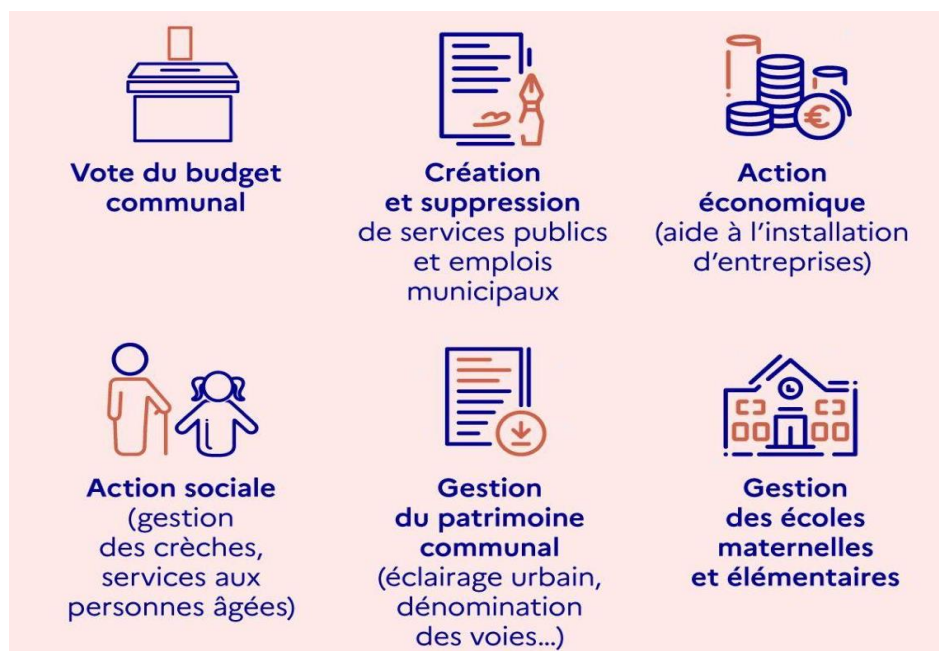 Vote du budget
communal
Création
et suppression
de services publics
et emplois
municipaux
Action
économique
(aide à l'installation
d'entreprises)
€
Action sociale
(gestion
des crèches,
services aux
personnes âgées)
Gestion
du patrimoine
communal
(éclairage urbain,
dénomination
des voies...)
Gestion
des écoles
maternelles
et élémentaires